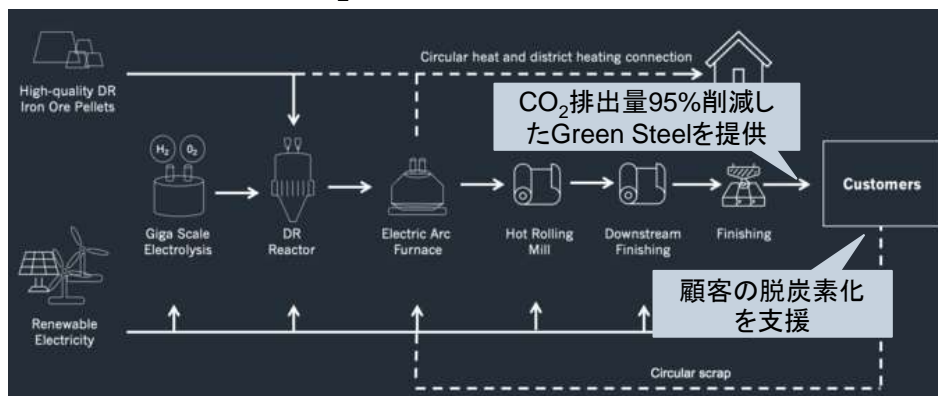 High-quality DR
Iron Ore Pellets
Circular heat and district heating connection
CO₂排出量95%削減し
たGreen Steelを提供
H₂
O₂
Customers
Giga Scale
Electrolysis
DR
Reactor
Electric Arc
Furnace
Hot Rolling
Mill
Downstream
Finishing
Finishing
顧客の脱炭素化
を支援
Renewable
Electricity
Circular scrap